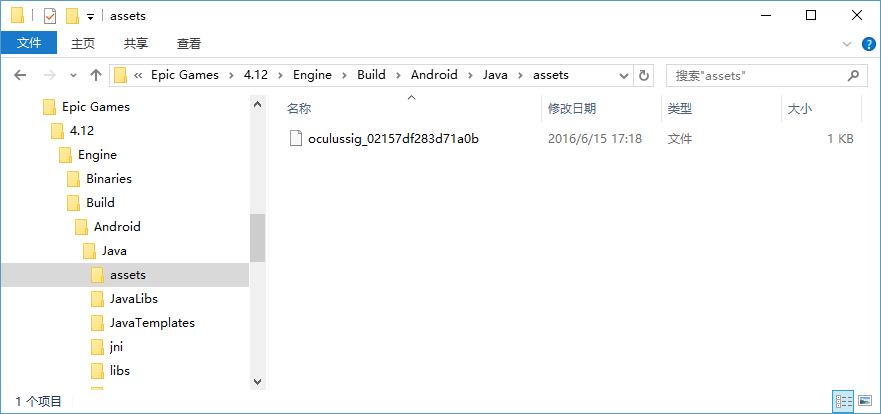 assets
文件 主页 共享 查看
« Epic Games › 4.12 › Engine › Build › Android › Java › assets
搜索"assets"
Epic Games
4.12
Engine
Binaries
Build
Android
Java
assets
JavaLibs
JavaTemplates
jni
libs
名称 修改日期 类型 大小
oculussig_02157df283d71a0b 2016/6/15 17:18 文件 1 KB
1 个项目